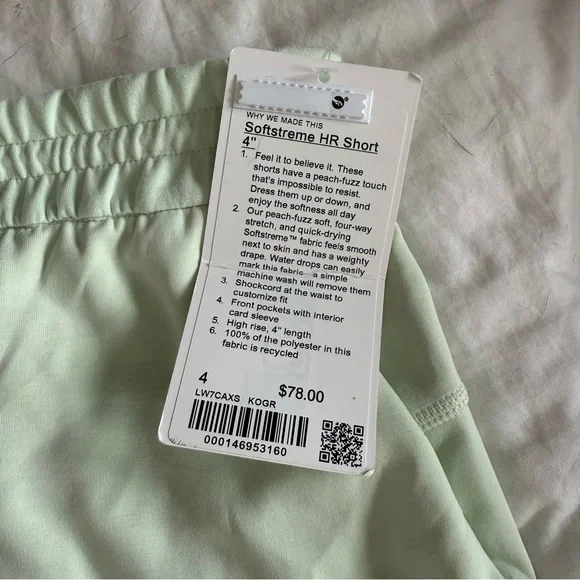 WHY WE MADE THIS
Softstreme HR Short
4"
1. Feel it to believe it. These
shorts have a peach-fuzz touch
that's impossible to resist.
Dress them up or down, and
enjoy the softness all day
2. Our peach-fuzz soft, four-way
stretch, and quick-drying
Softstreme™ fabric feels smooth
next to skin and has a weighty
drape. Water drops can easily
mark this fabric—a simple
machine wash will remove them
3. Shockcord at the waist to
customize fit
4. Front pockets with interior
card sleeve
5. High rise, 4" length
6. 100% of the polyester in this
fabric is recycled
4 $78.00
LW7CAXS KOGR
000146953160